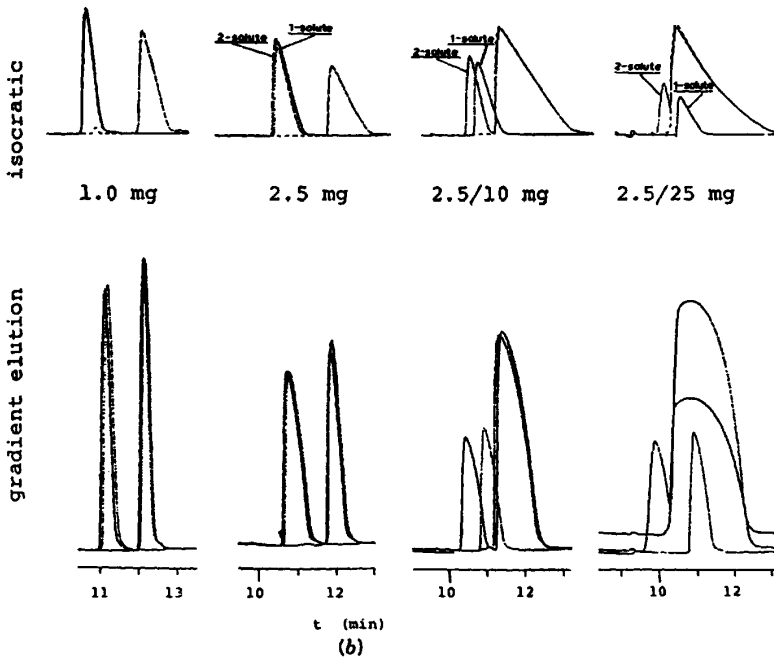 isocratic
2-solute
1-solute
2-solute
1-solute
2-solute
1-solute
1.0 mg
2.5 mg
2.5/10 mg
2.5/25 mg
gradient elution
11 13
10 12
10 12
10 12
t (min)
(b)